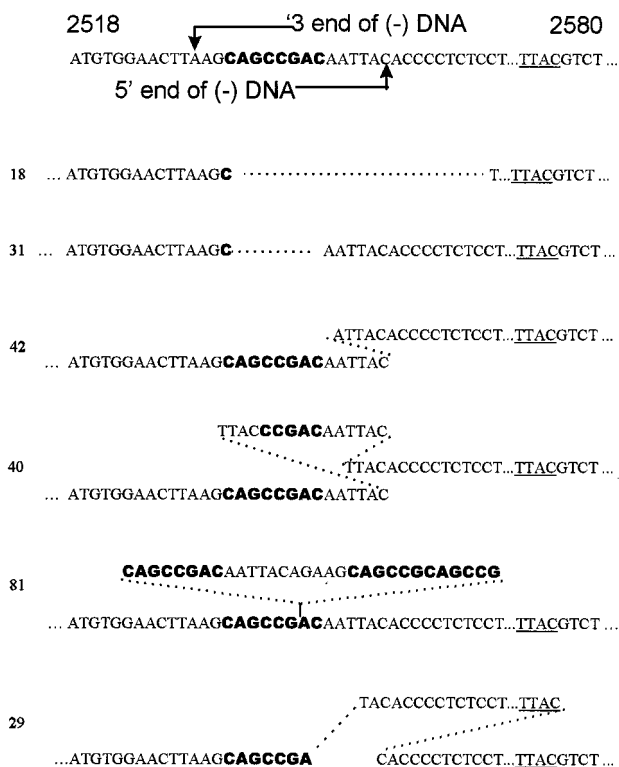 2518 '3 end of (-) DNA 2580
ATGTGGAACTTAAGCAGCCGACAATTACACCCCTCTCCT...TTACGTCT ...
5' end of (-) DNA
18 ... ATGTGGAACTTAAGC T...TTACGTCT ...
31 ... ATGTGGAACTTAAGC AATTACACCCCTCTCCT...TTACGTCT ...
ATTACACCCCTCTCCT...TTACGTCT ...
42
... ATGTGGAACTTAAGCAGCCGACAATTAC
TTACCCGACAATTAC
40 TTACACCCCTCTCCT...TTACGTCT ...
... ATGTGGAACTTAAGCAGCCGACAATTAC
CAGCCGACAATTACAGAAGCAGCCGCAGCCG
81
... ATGTGGAACTTAAGCAGCCGACAATTACACCCCTCTCCT...TTACGTCT ...
TACACCCCTCTCCT...TTAC
29
...ATGTGGAACTTAAGCAGCCGA CACCCCTCTCCT...TTACGTCT ...